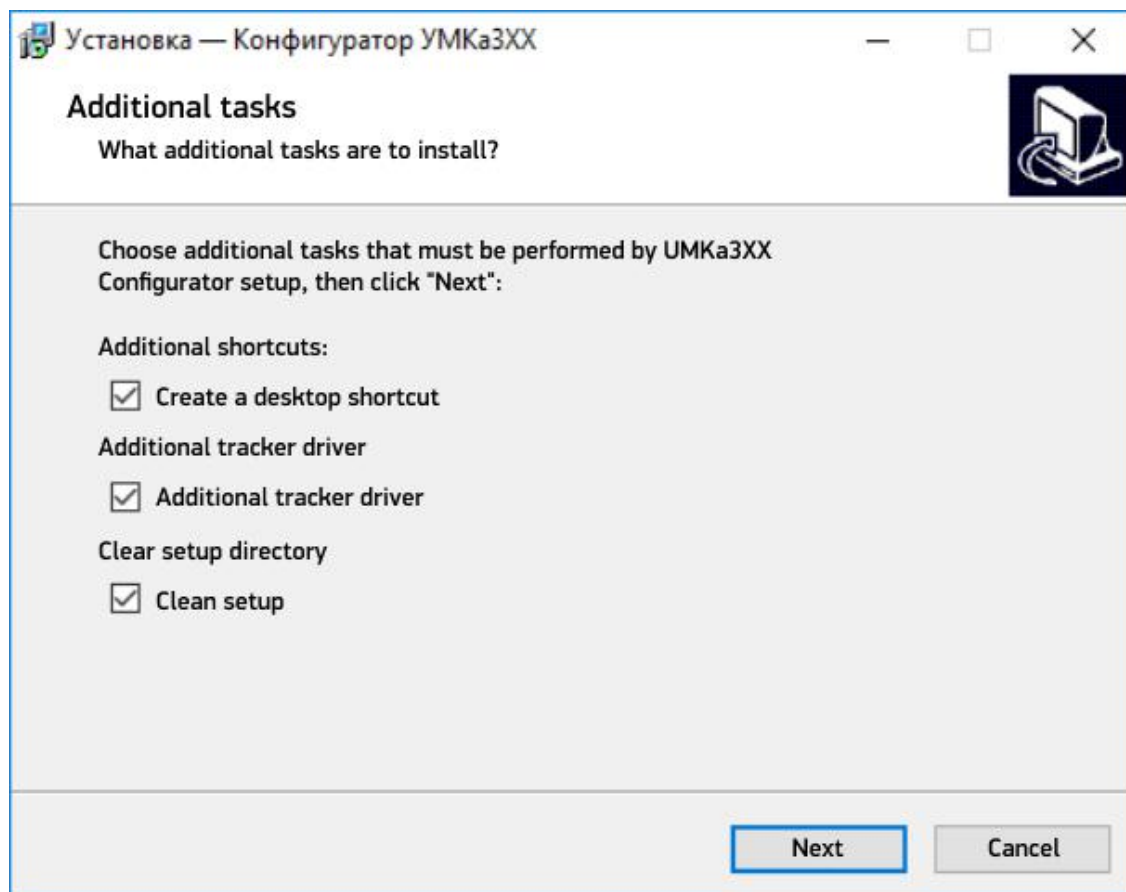 Установка — Конфигуратор УМКа3ХХ
Additional tasks
What additional tasks are to install?
Choose additional tasks that must be performed by UMKa3XX
Configurator setup, then click "Next":
Additional shortcuts:
Create a desktop shortcut
Additional tracker driver
Additional tracker driver
Clear setup directory
Clean setup
Next
Cancel